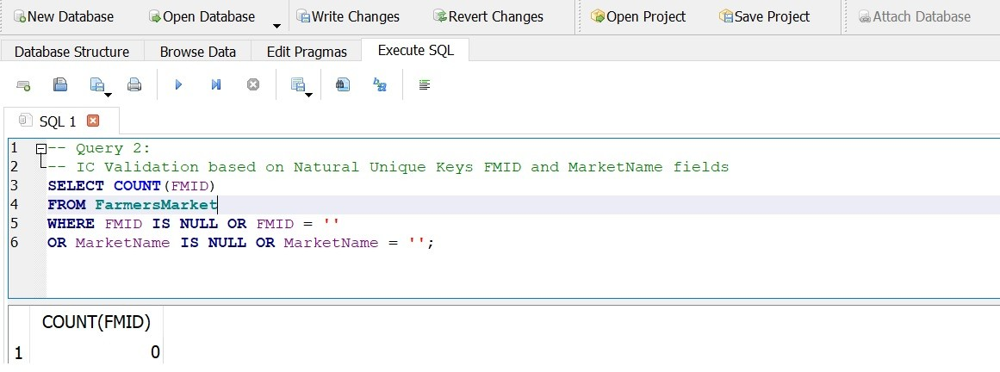 New Database Open Database Write Changes Revert Changes Open Project Save Project Attach Database
Database Structure Browse Data Edit Pragmas Execute SQL
SQL 1
1 -- Query 2:
2 -- IC Validation based on Natural Unique Keys FMID and MarketName fields
3 SELECT COUNT(FMID)
4 FROM FarmersMarket
5 WHERE FMID IS NULL OR FMID = ''
6 OR MarketName IS NULL OR MarketName = '';
COUNT(FMID)
1 0